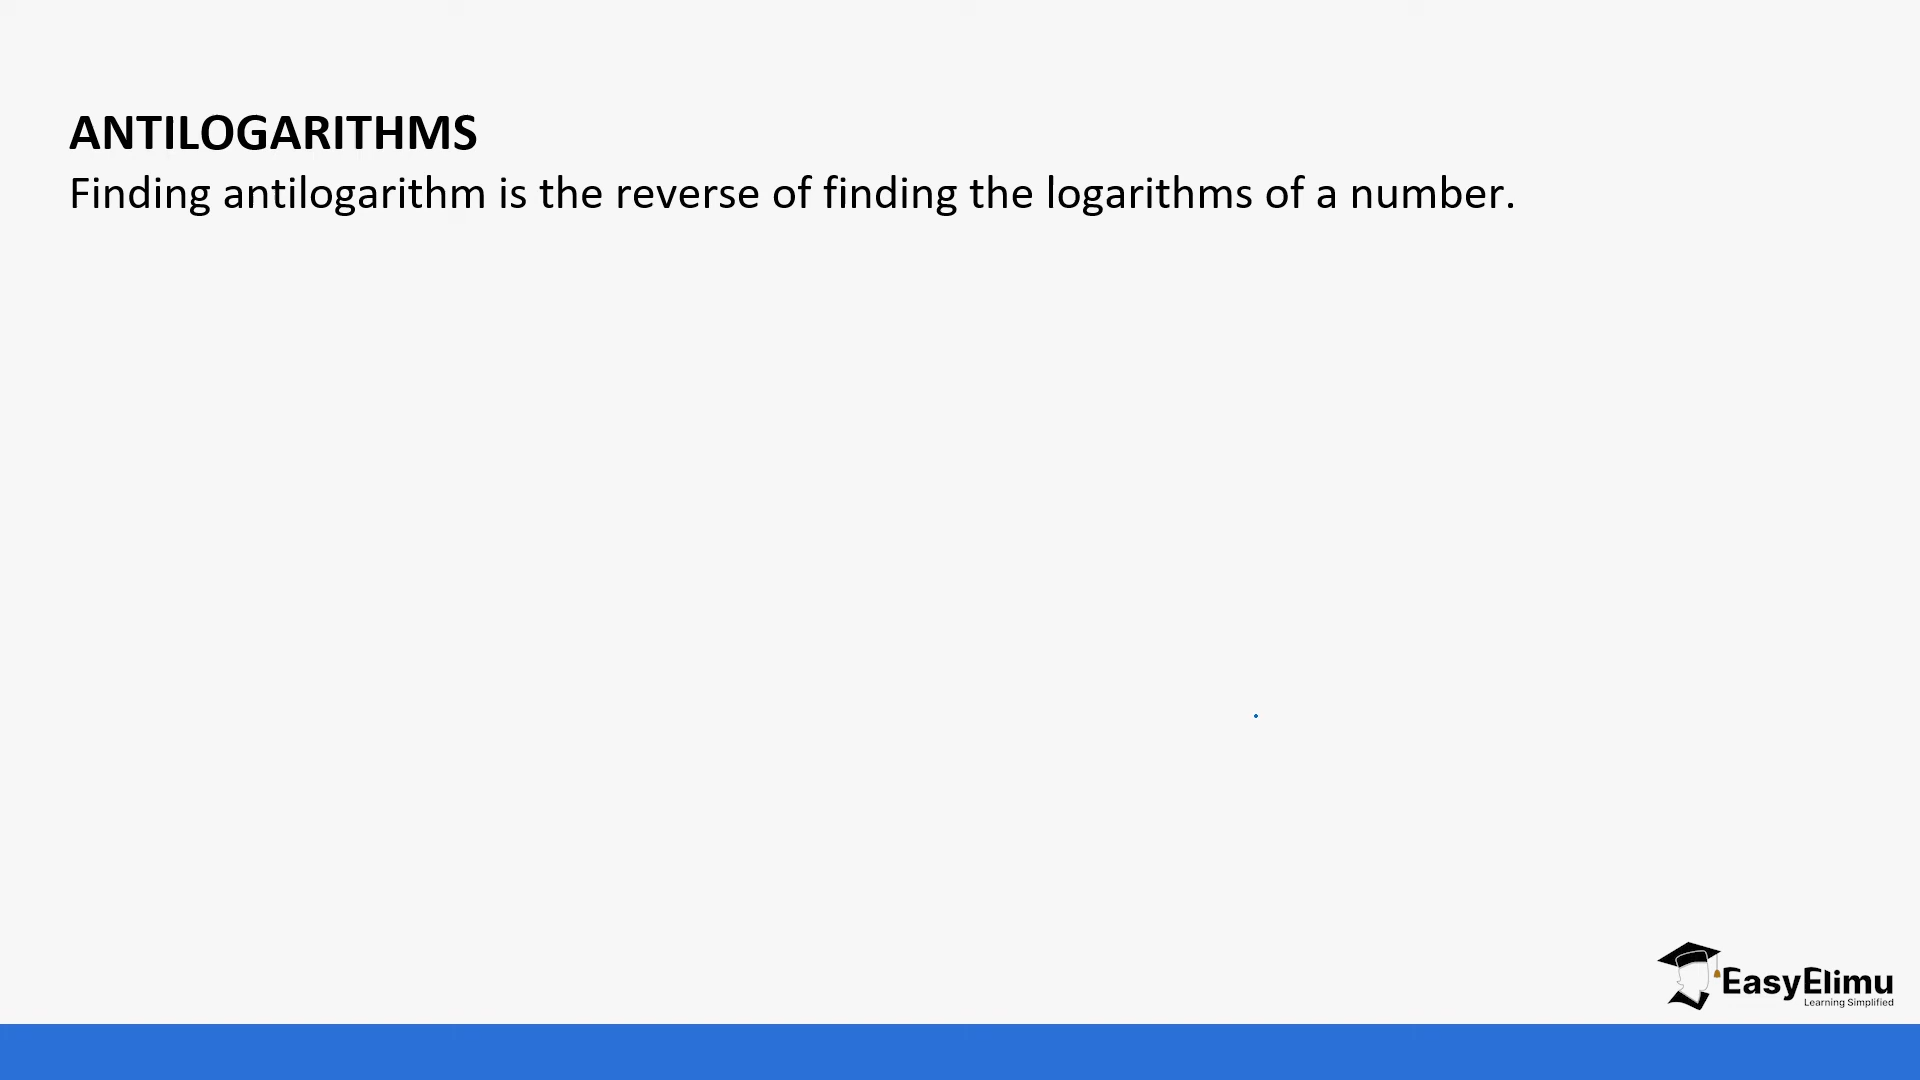 ANTILOGARITHMS
Finding antilogarithm is the reverse of finding the logarithms of a number.
EasyElimu
Learning Simplified